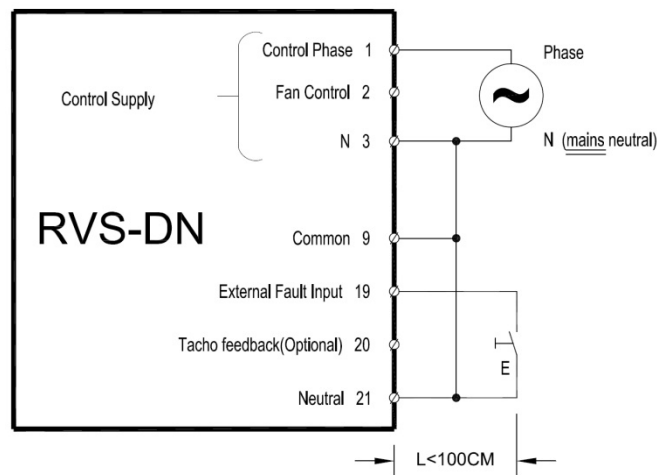 Control Phase 1
Phase
Control Supply
Fan Control 2
N 3
N (mains neutral)
RVS-DN
Common 9
External Fault Input 19
Tacho feedback(Optional) 20
E
Neutral 21
L<100CM